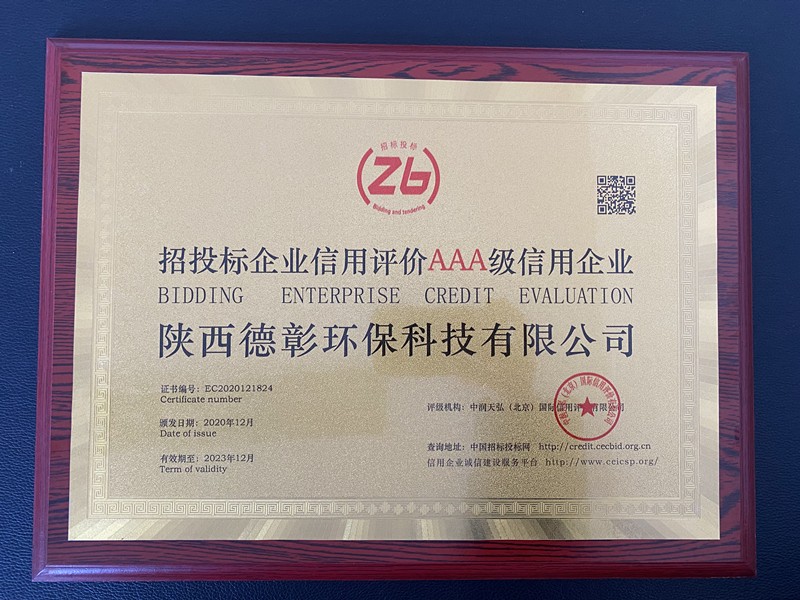 招标投标
Zb
Bidding and tendering
招投标企业信用评价AAA级信用企业
BIDDING ENTERPRISE CREDIT EVALUATION
陕西德彰环保科技有限公司
证书编号：EC2020121824
Certificate number
颁发日期：2020年12月
Date of issue
有效期至：2023年12月
Term of validity
评级机构：中润天弘（北京）国际信用评价有限公司
查询地址：中国招标投标网 http://credit.cecbid.org.cn
信用企业诚信建设服务平台 http://www.ceicsp.org/